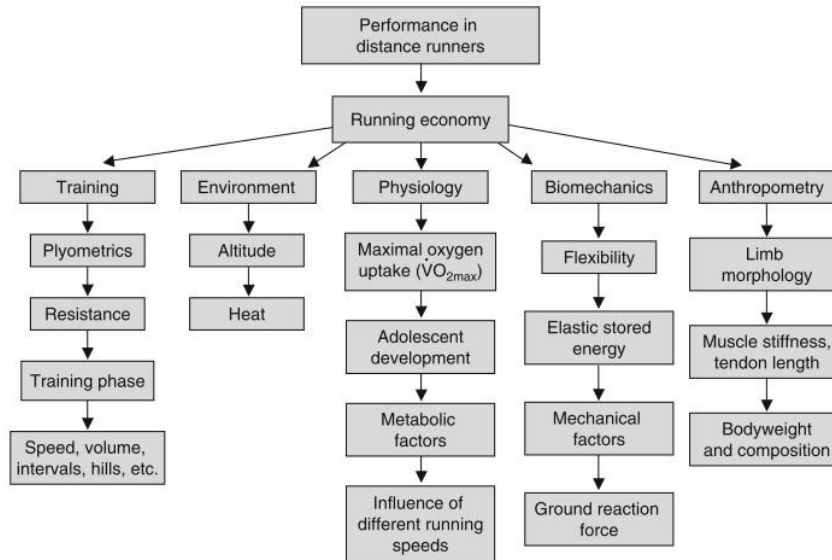 Performance in
distance runners
Running economy
Training
Environment
Physiology
Biomechanics
Anthropometry
Plyometrics
Altitude
Maximal oxygen
uptake (V̇O2max)
Flexibility
Limb
morphology
Resistance
Heat
Adolescent
development
Elastic stored
energy
Muscle stiffness,
tendon length
Training phase
Metabolic
factors
Mechanical
factors
Bodyweight
and composition
Speed, volume,
intervals, hills, etc.
Influence of
different running
speeds
Ground reaction
force